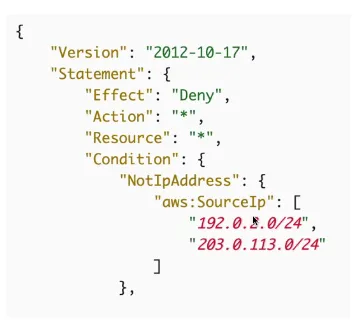 {
"Version": "2012-10-17",
"Statement": {
"Effect": "Deny",
"Action": "*",
"Resource": "*",
"Condition": {
"NotIpAddress": {
"aws:SourceIp": [
"192.0.2.0/24",
"203.0.113.0/24"
]
},